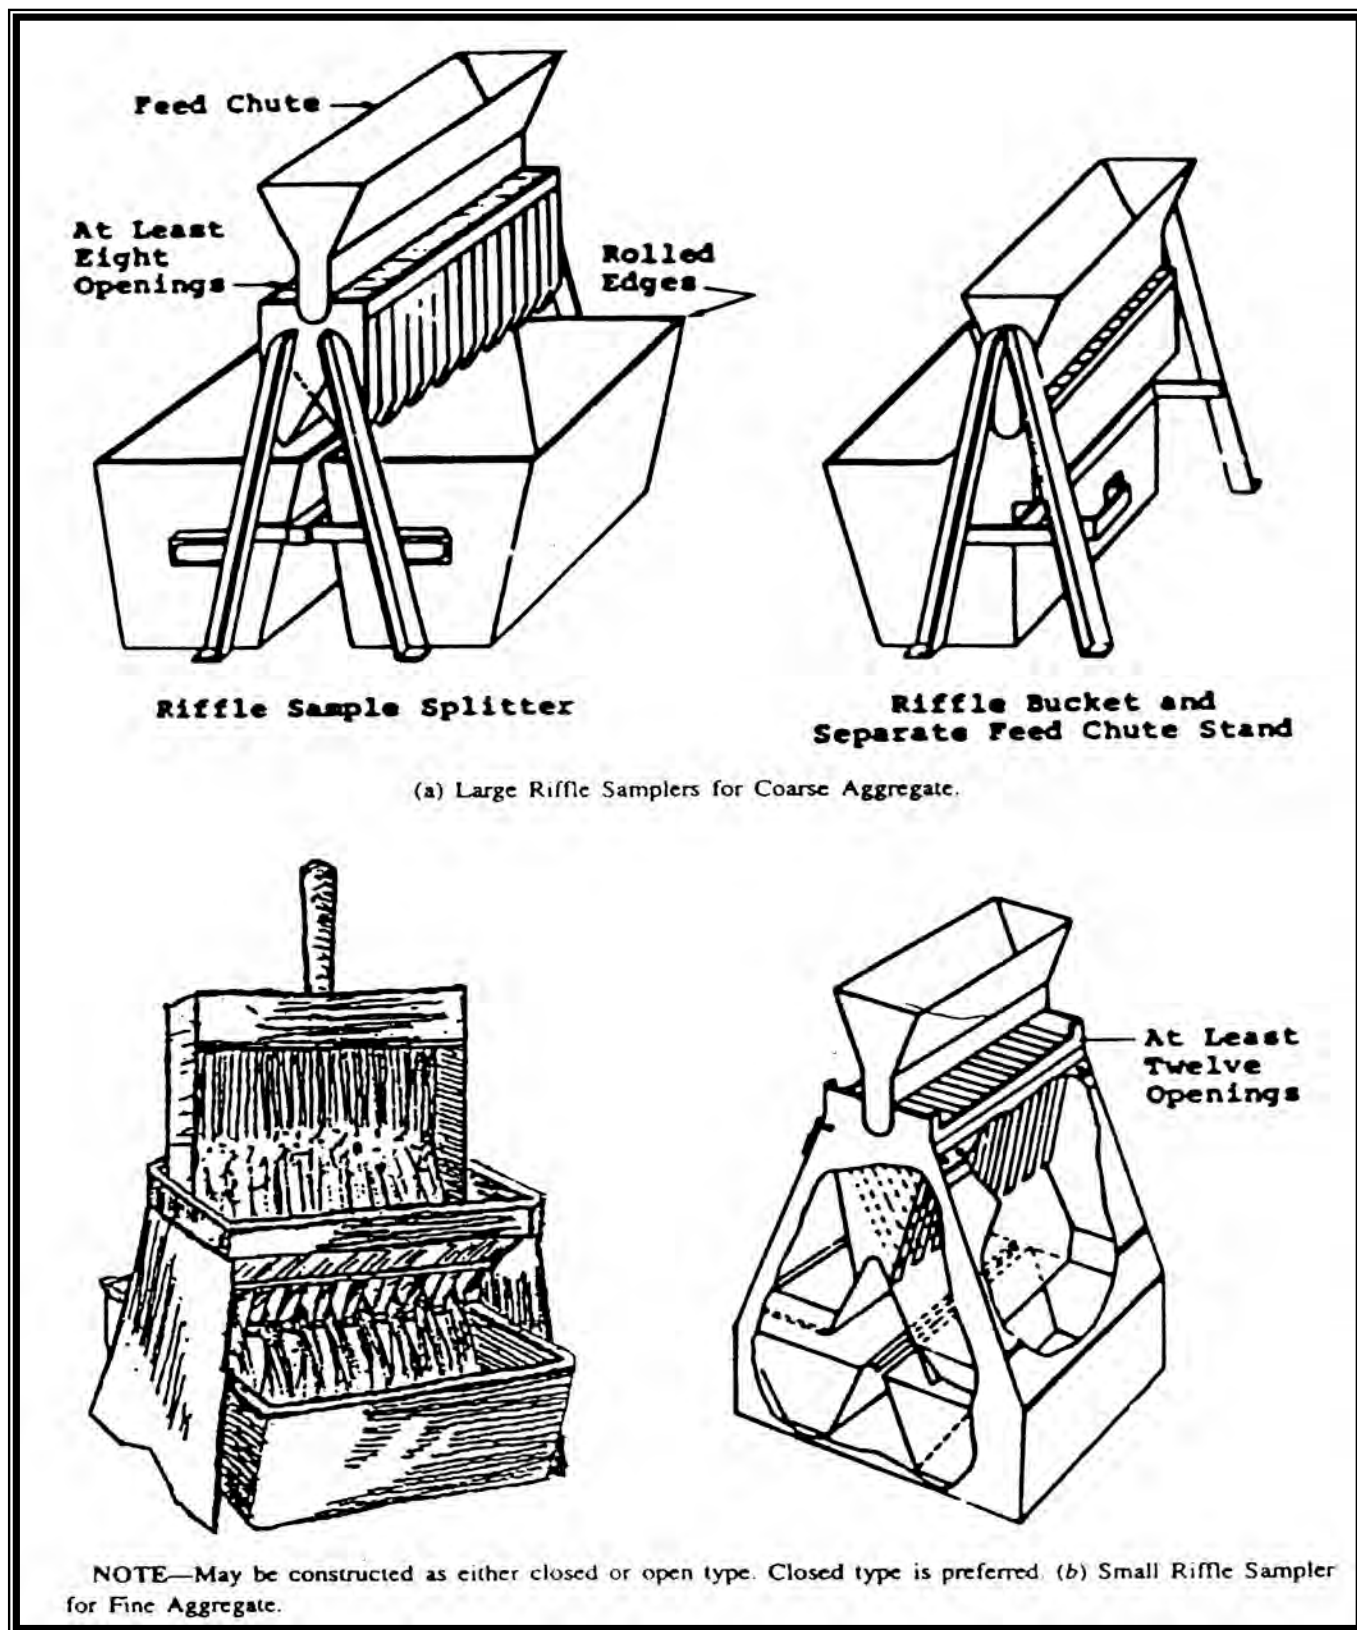 Feed Chute
At Least
Eight
Openings
Rolled
Edges
Riffle Sample Splitter
Riffle Bucket and
Separate Feed Chute Stand
(a) Large Riffle Samplers for Coarse Aggregate.
At Least
Twelve
Openings
NOTE—May be constructed as either closed or open type. Closed type is preferred. (b) Small Riffle Sampler
for Fine Aggregate.